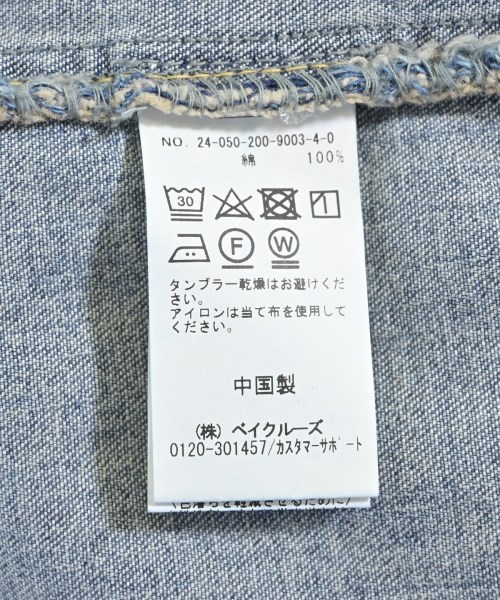 NO. 24-050-200-9003-4-0
綿 100%
30
F W
タンブラー乾燥はお避けくだ
さい。
アイロンは当て布を使用して
ください。
中国製
(株) ベイクルーズ
0120-301457/カスタマーサポート